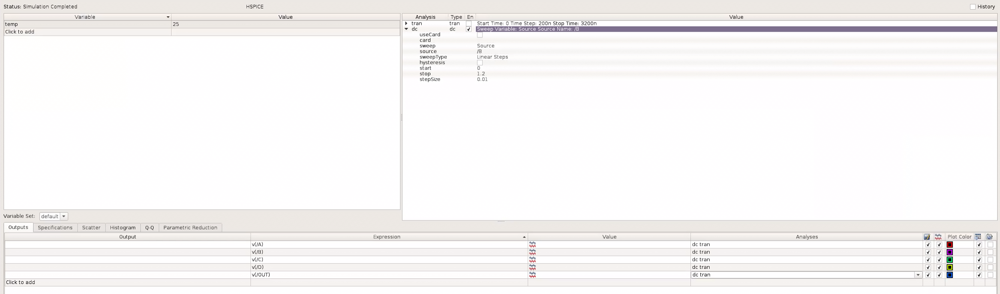 Status: Simulation Completed HSPICE History
Variable Value
temp 25
Click to add
Analysis Type En Value
tran tran Start Time: 0 Time Step: 200n Stop Time: 3200n
dc dc Sweep Variable: Source Source Name: /B
useCard
card
sweep Source
source /B
sweepType Linear Steps
hysteresis
start 0
stop 1.2
stepSize 0.01
Variable Set: default
Outputs Specifications Scatter Histogram Q-Q Parametric Reduction
Output Expression Value Analyses Plot Color
v(/A) dc tran
v(/B) dc tran
v(/C) dc tran
v(/D) dc tran
v(/OUT) dc tran
Click to add